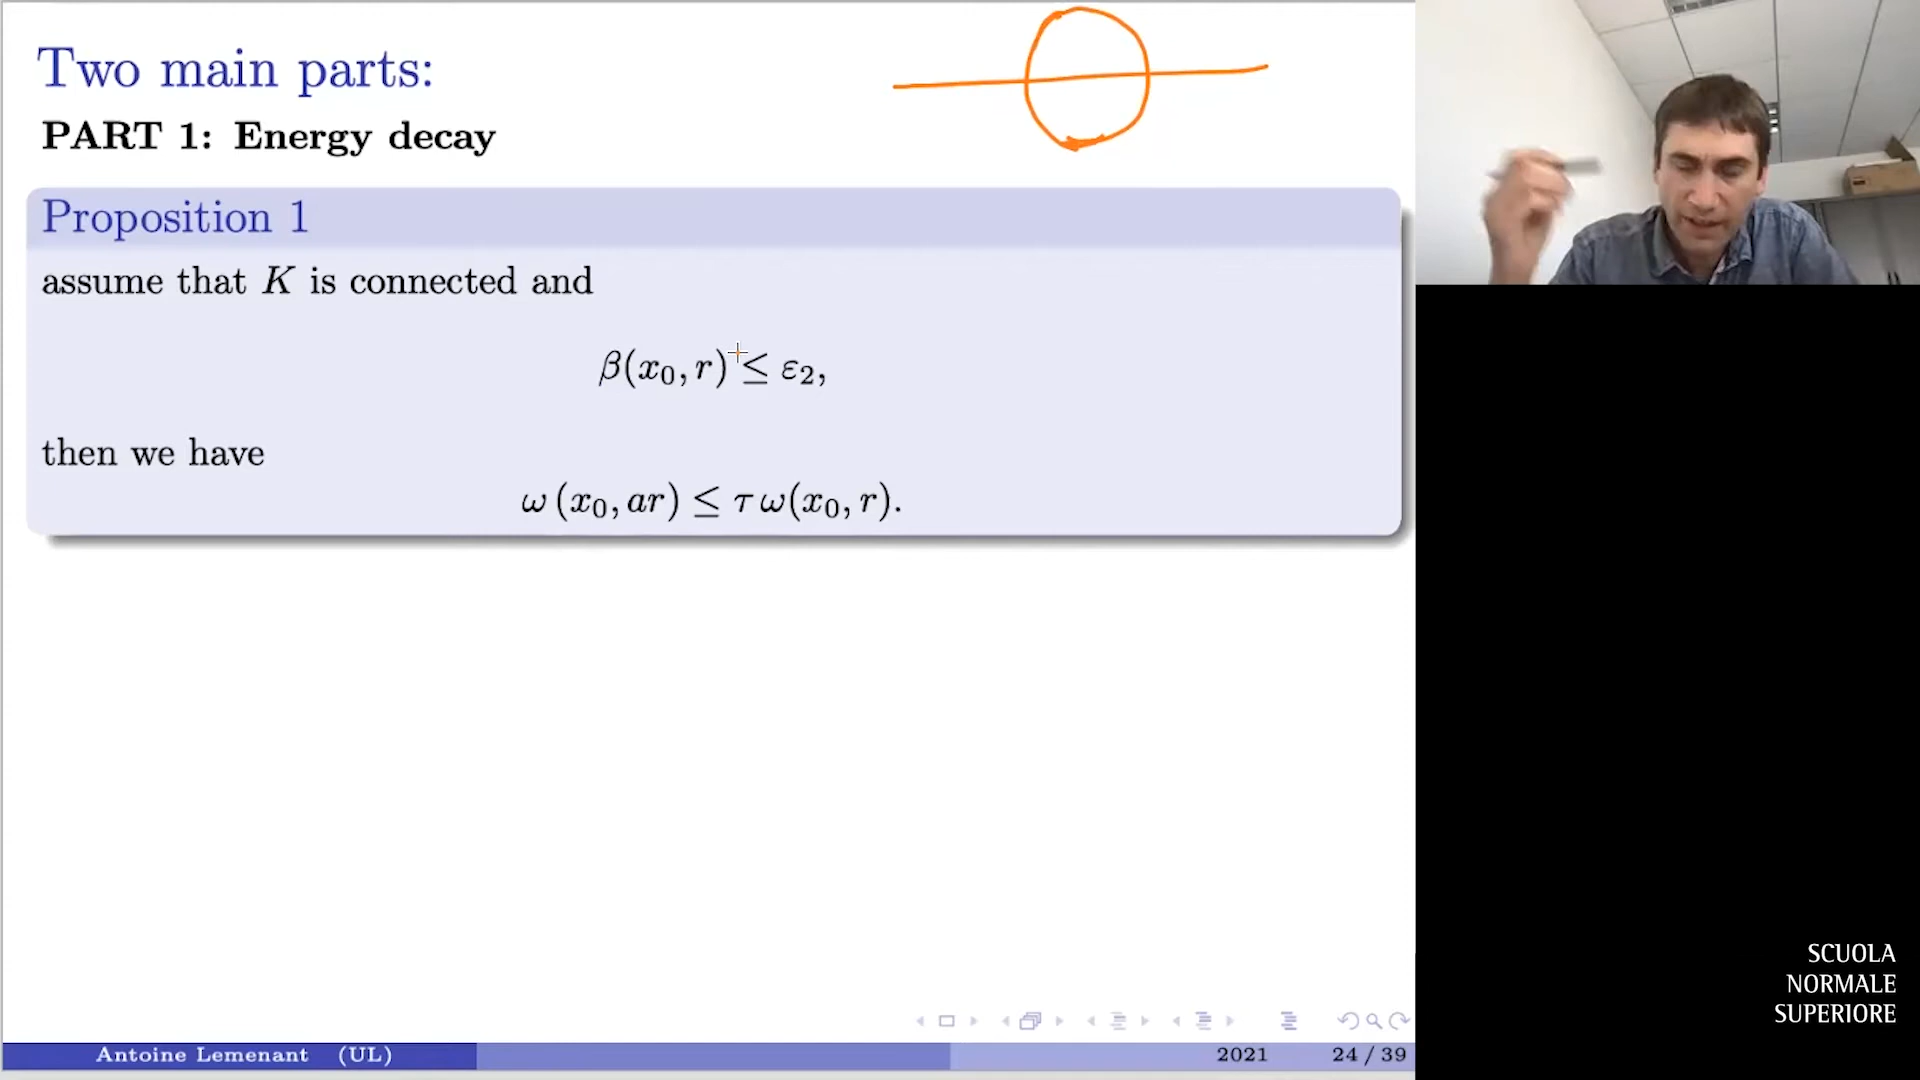 Two main parts:
PART 1: Energy decay
Proposition 1
assume that K is connected and
β(x₀, r) ≤ ε₂,
then we have
ω (x₀, ar) ≤ τ ω(x₀, r).
Antoine Lemenant (UL) 2021 24 / 39
SCUOLA
NORMALE
SUPERIORE